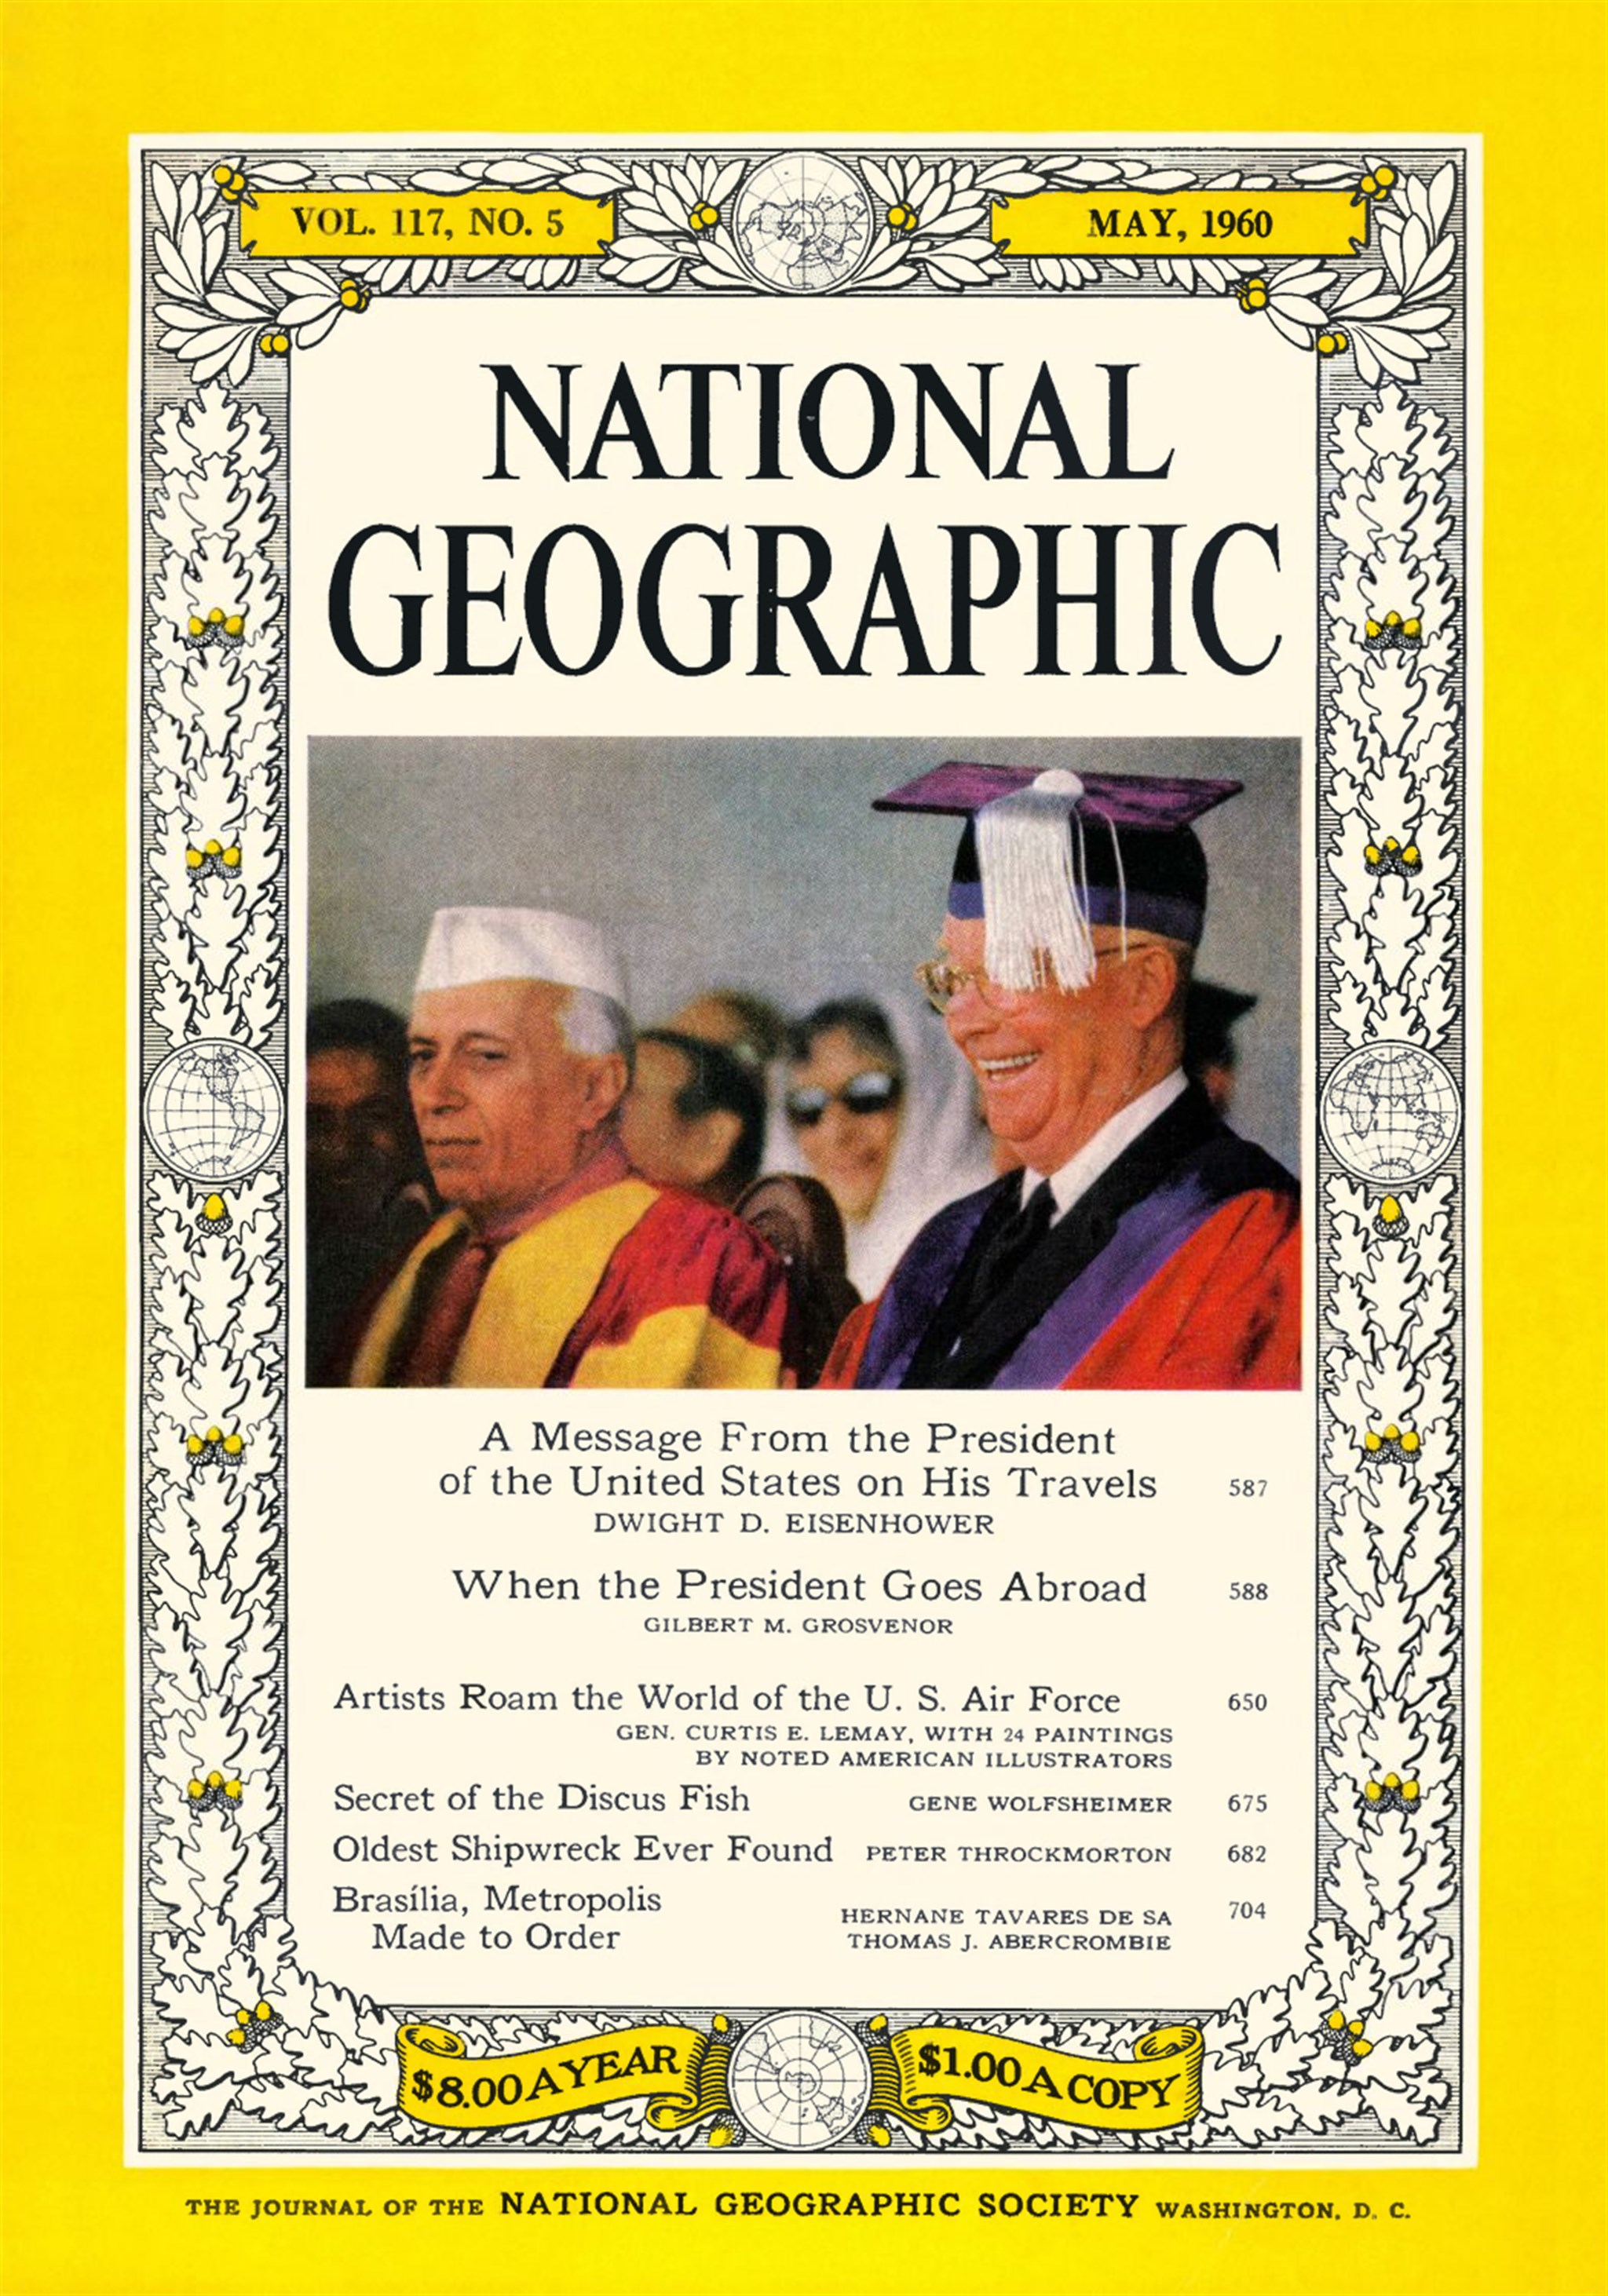 VOL. 117, NO. 5
MAY, 1960
NATIONAL
GEOGRAPHIC
A Message From the President
of the United States on His Travels 587
DWIGHT D. EISENHOWER
When the President Goes Abroad 588
GILBERT M. GROSVENOR
Artists Roam the World of the U. S. Air Force 650
GEN. CURTIS E. LEMAY, WITH 24 PAINTINGS
BY NOTED AMERICAN ILLUSTRATORS
Secret of the Discus Fish GENE WOLFSHEIMER 675
Oldest Shipwreck Ever Found PETER THROCKMORTON 682
Brasília, Metropolis
Made to Order
HERNANE TAVARES DE SA 704
THOMAS J. ABERCROMBIE
$8.00 A YEAR
$1.00 A COPY
THE JOURNAL OF THE NATIONAL GEOGRAPHIC SOCIETY WASHINGTON, D. C.